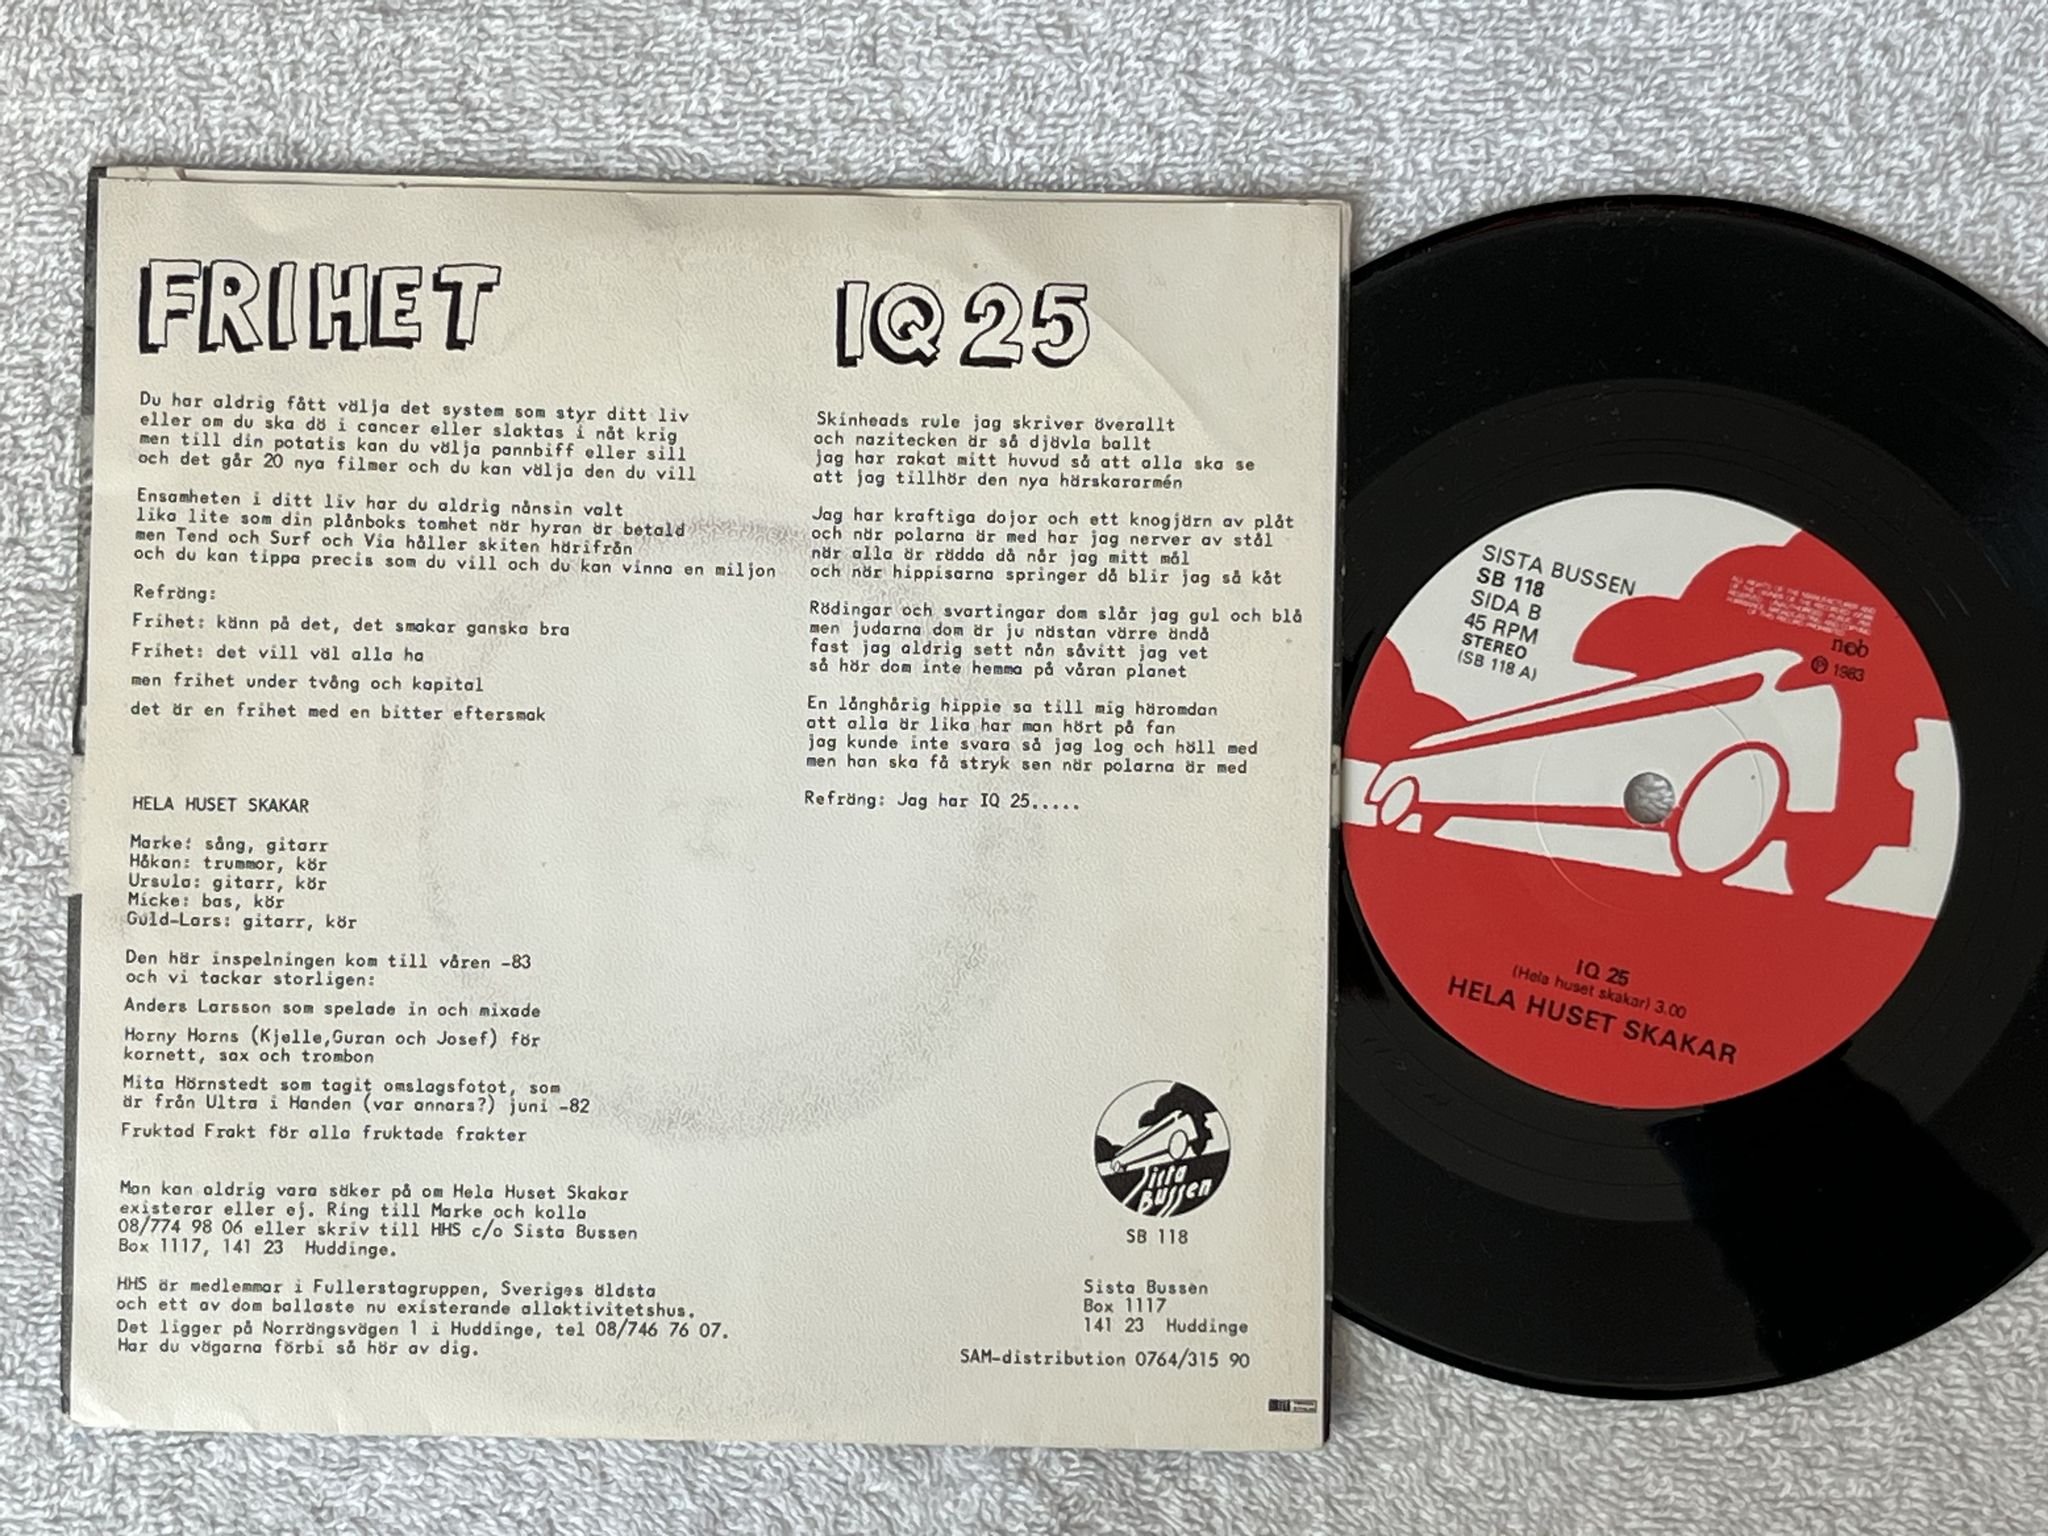 FRIHET
Du har aldrig fått välja det system som styr ditt liv
eller om du ska dö i cancer eller slaktas i nåt krig
men till din potatis kan du välja pannbiff eller sill
och det går 20 nya filmer och du kan välja den du vill
Ensamheten i ditt liv har du aldrig nånsin valt
lika lite som din plånboks tomhet när hyran är betald
men Tend och Surf och Via håller skiten härifrån
och du kan tippa precis som du vill och du kan vinna en miljon
Refräng:
Frihet: känn på det, det smakar ganska bra
Frihet: det vill väl alla ha
men frihet under tvång och kapital
det är en frihet med en bitter eftersmak
HELA HUSET SKAKAR
Marke: sång, gitarr
Håkan: trummor, kör
Ursula: gitarr, kör
Micke: bas, kör
Guld-Lars: gitarr, kör
Den här inspelningen kom till våren -83
och vi tackar storligen:
Anders Larsson som spelade in och mixade
Horny Horns (Kjelle,Guran och Josef) för
kornett, sax och trombon
Mita Hörnstedt som tagit omslagsfotot, som
är från Ultra i Handen (var annars?) juni -82
Fruktad Frakt för alla fruktade frakter
Man kan aldrig vara säker på om Hela Huset Skakar
existerar eller ej. Ring till Marke och kolla
08/774 98 06 eller skriv till HHS c/o Sista Bussen
Box 1117, 141 23 Huddinge.
HHS är medlemmar i Fullerstagruppen, Sveriges äldsta
och ett av dom ballaste nu existerande allaktivitetshus.
Det ligger på Norrängsvägen 1 i Huddinge, tel 08/746 76 07.
Har du vägarna förbi så hör av dig.
IQ 25
Skinheads rule jag skriver överallt
och nazitecken är så djävla ballt
jag har rakat mitt huvud så att alla ska se
att jag tillhör den nya härskararmén
Jag har kraftiga dojor och ett knogjärn av plåt
och när polarna är med har jag nerver av stål
när alla är rädda då når jag mitt mål
och när hippisarna springer då blir jag så kåt
Rödingar och svartingar dom slår jag gul och blå
men judarna dom är ju nästan värre ändå
fast jag aldrig sett nån såvitt jag vet
så hör dom inte hemma på våran planet
En långhårig hippie sa till mig häromdan
att alla är lika har man hört på fan
jag kunde inte svara så jag log och höll med
men han ska få stryk sen när polarna är med
Refräng: Jag har IQ 25.....
Sista
Bussen
SB 118
Sista Bussen
Box 1117
141 23 Huddinge
SAM-distribution 0764/315 90
SISTA BUSSEN
SB 118
SIDA B
45 RPM
STEREO
(SB 118 A)
ncb
℗ 1983
IQ 25
(Hela huset skakar) 3.00
HELA HUSET SKAKAR